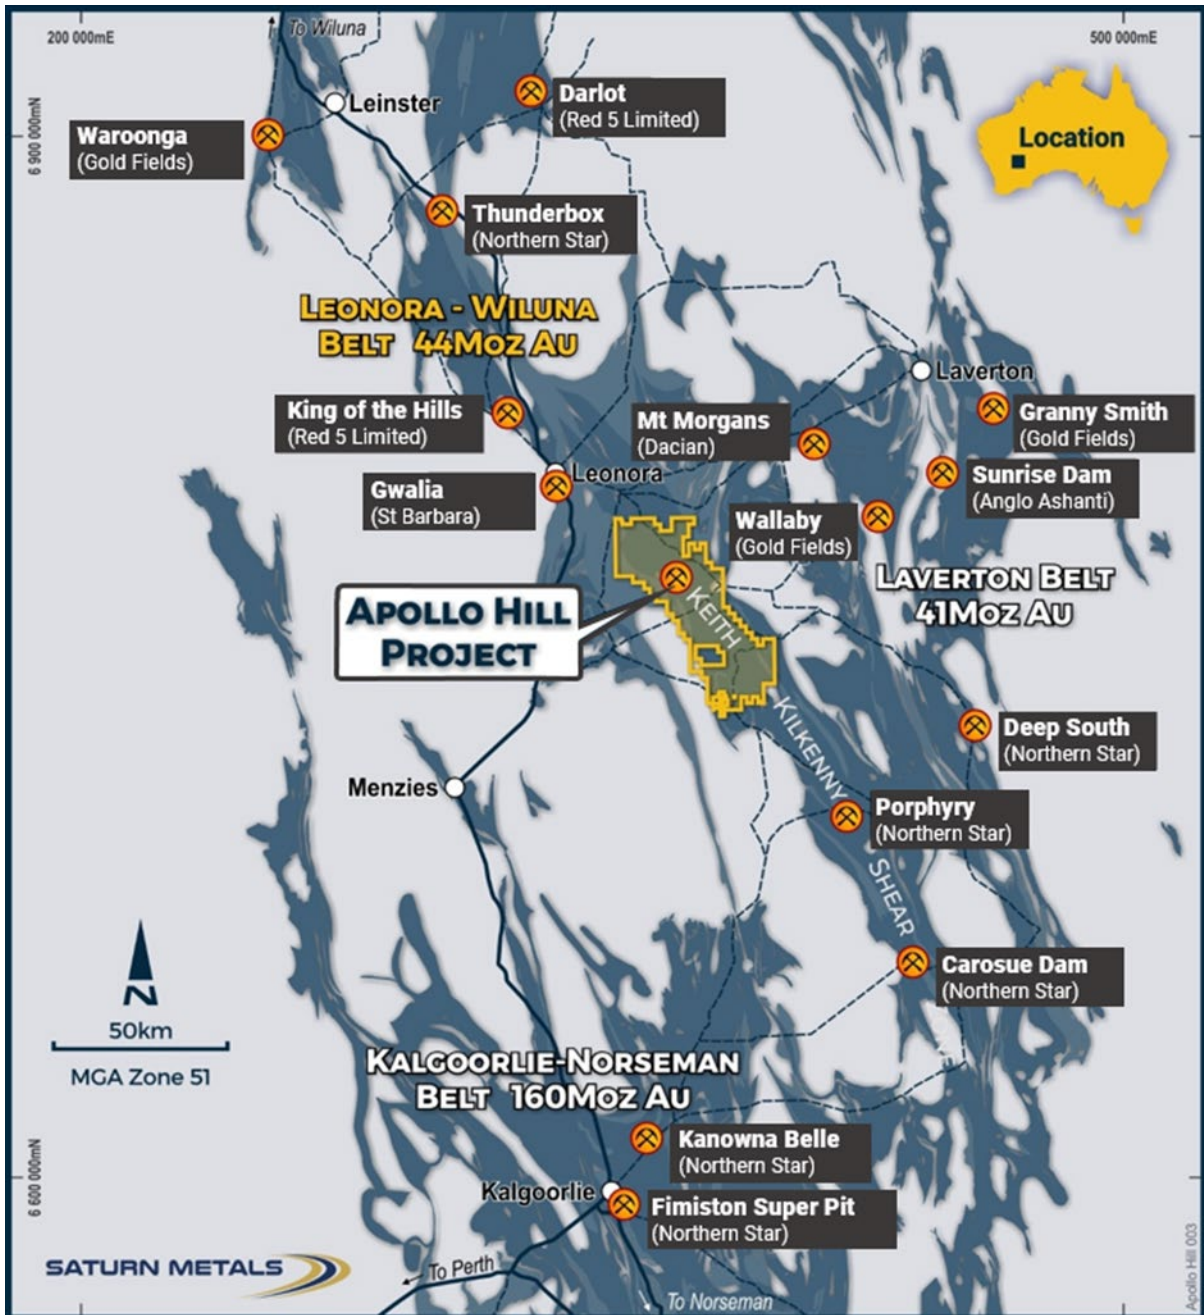 200 000mE
To Wiluna
500 000mE
6 900 000mN
Leinster
Darlot
(Red 5 Limited)
Waroonga
(Gold Fields)
Location
Thunderbox
(Northern Star)
LEONORA - WILUNA
BELT 44MOZ AU
Laverton
King of the Hills
(Red 5 Limited)
Mt Morgans
(Dacian)
Granny Smith
(Gold Fields)
Leonora
Gwalia
(St Barbara)
Sunrise Dam
(Anglo Ashanti)
Wallaby
(Gold Fields)
LAVERTON BELT
41MOZ AU
APOLLO HILL
PROJECT
KEITH
KILKENNY
SHEAR
Deep South
(Northern Star)
Menzies
Porphyry
(Northern Star)
Carosue Dam
(Northern Star)
N
50km
MGA Zone 51
KALGOORLIE-NORSEMAN
BELT 160MOZ AU
Kanowna Belle
(Northern Star)
6 600 000mN
Kalgoorlie
Fimiston Super Pit
(Northern Star)
SATURN METALS
To Perth
To Norseman
Apollo Hill 003